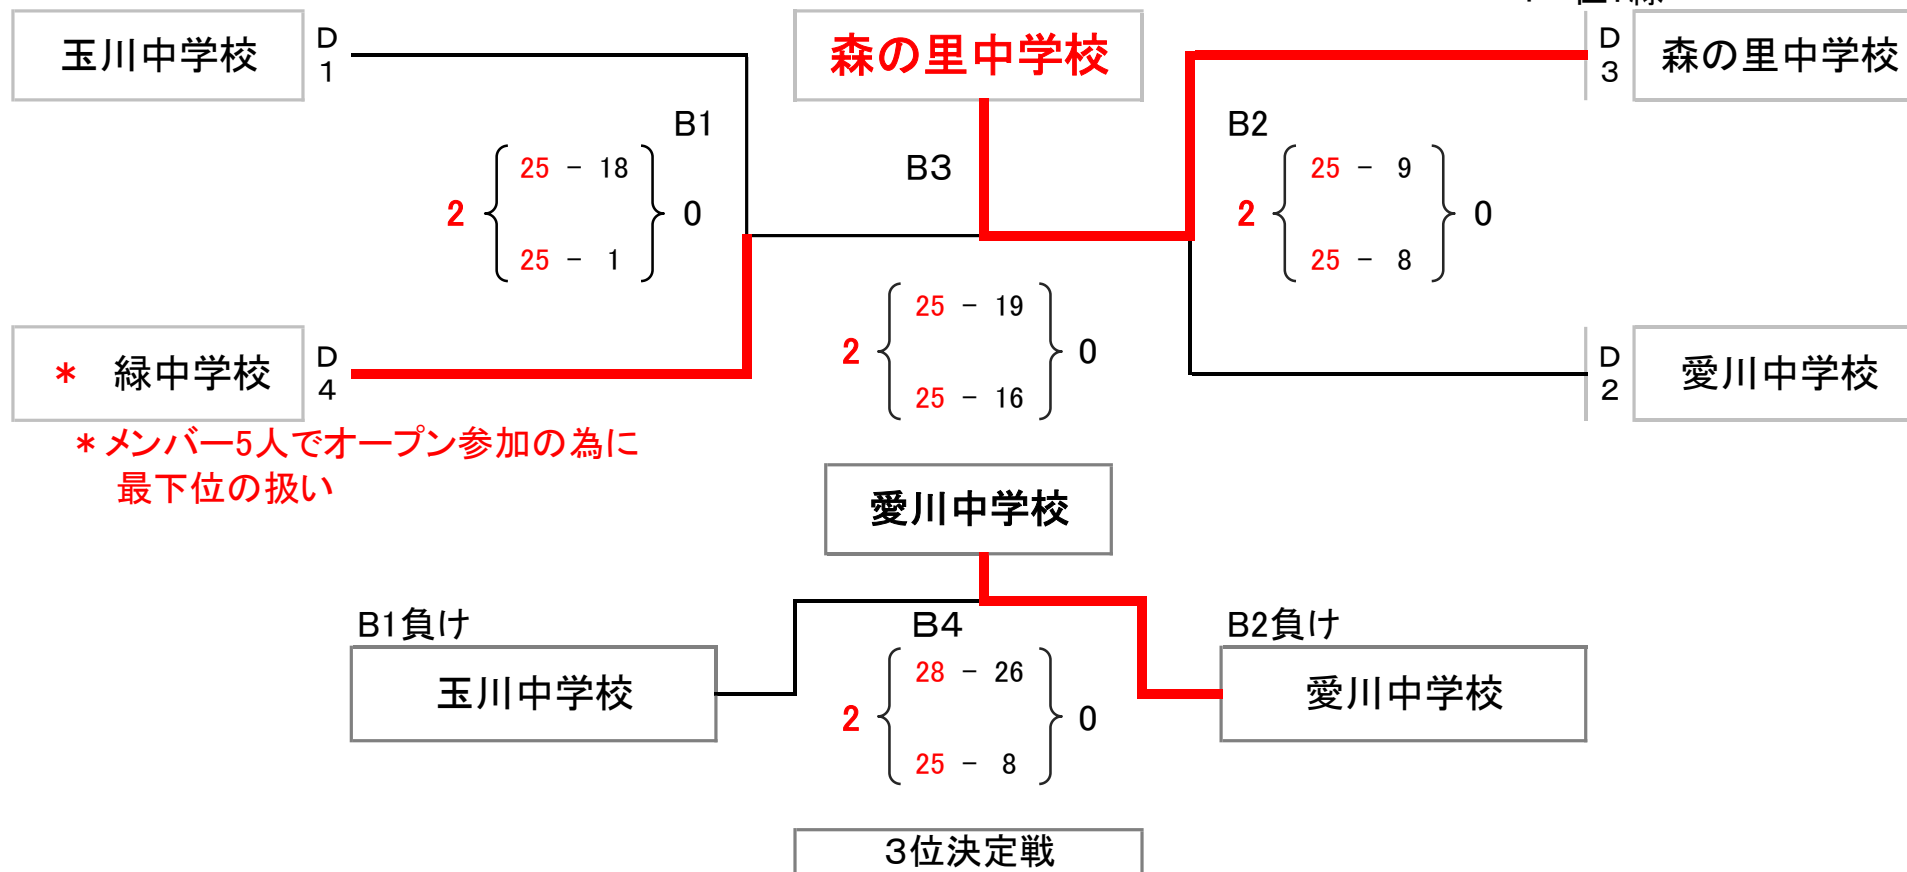 玉川中学校
D
1
森の里中学校
D
3
森の里中学校
B1
B2
B3
25 － 18
2
0
25 － 1
25 － 9
2
0
25 － 8
25 － 19
2
0
25 － 16
* 緑中学校
D
4
D
2
愛川中学校
*メンバー5人でオープン参加の為に
最下位の扱い
愛川中学校
B1負け
B4
B2負け
玉川中学校
28 － 26
2
0
25 － 8
愛川中学校
3位決定戦